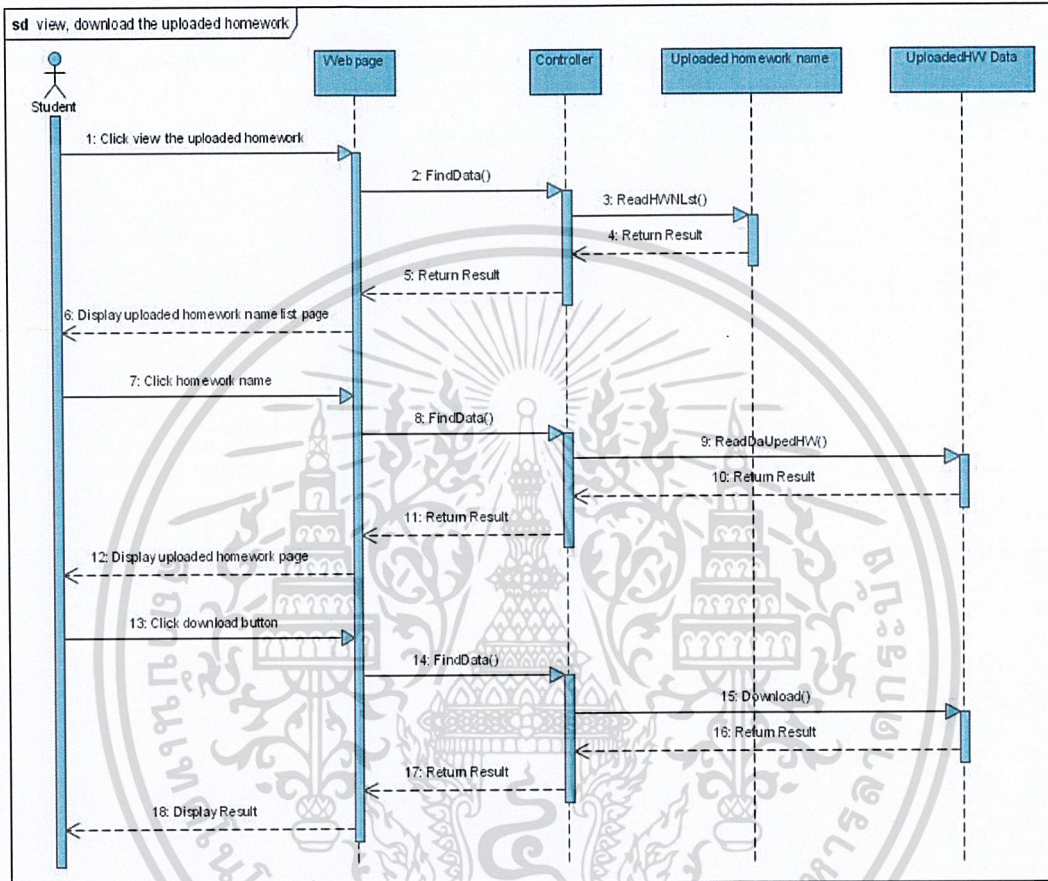 sd view, download the uploaded homework
Student
Web page
Controller
Uploaded homework name
UploadedHW Data
1: Click view the uploaded homework
2: FindData()
3: ReadHWNLst()
4: Return Result
5: Return Result
6: Display uploaded homework name list page
7: Click homework name
8: FindData()
9: ReadDaUpedHW()
10: Return Result
11: Return Result
12: Display uploaded homework page
13: Click download button
14: FindData()
15: Download()
16: Return Result
17: Return Result
18: Display Result